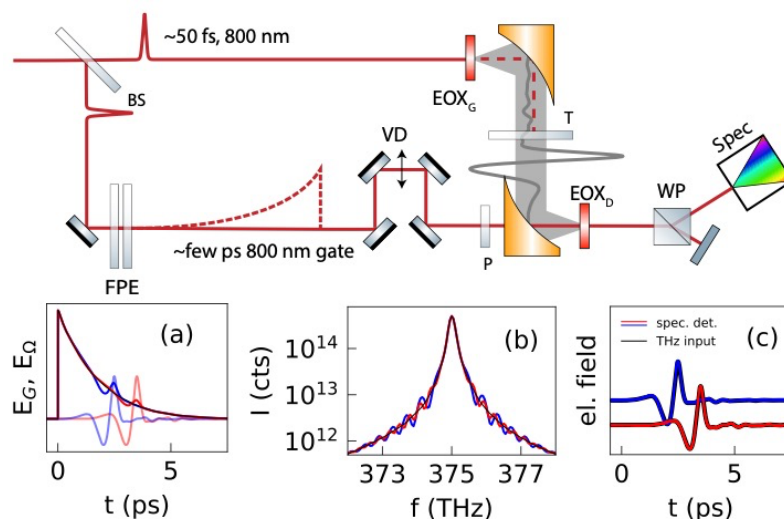 ~50 fs, 800 nm
BS
EOX_G
T
VD
EOX_D
WP
Spec
~few ps 800 nm gate
P
FPE
(a)
E_G, E_Ω
0
5
t (ps)
(b)
I (cts)
10^14
10^13
10^12
373
375
377
f (THz)
spec. det.
THz input
(c)
el. field
0
5
t (ps)